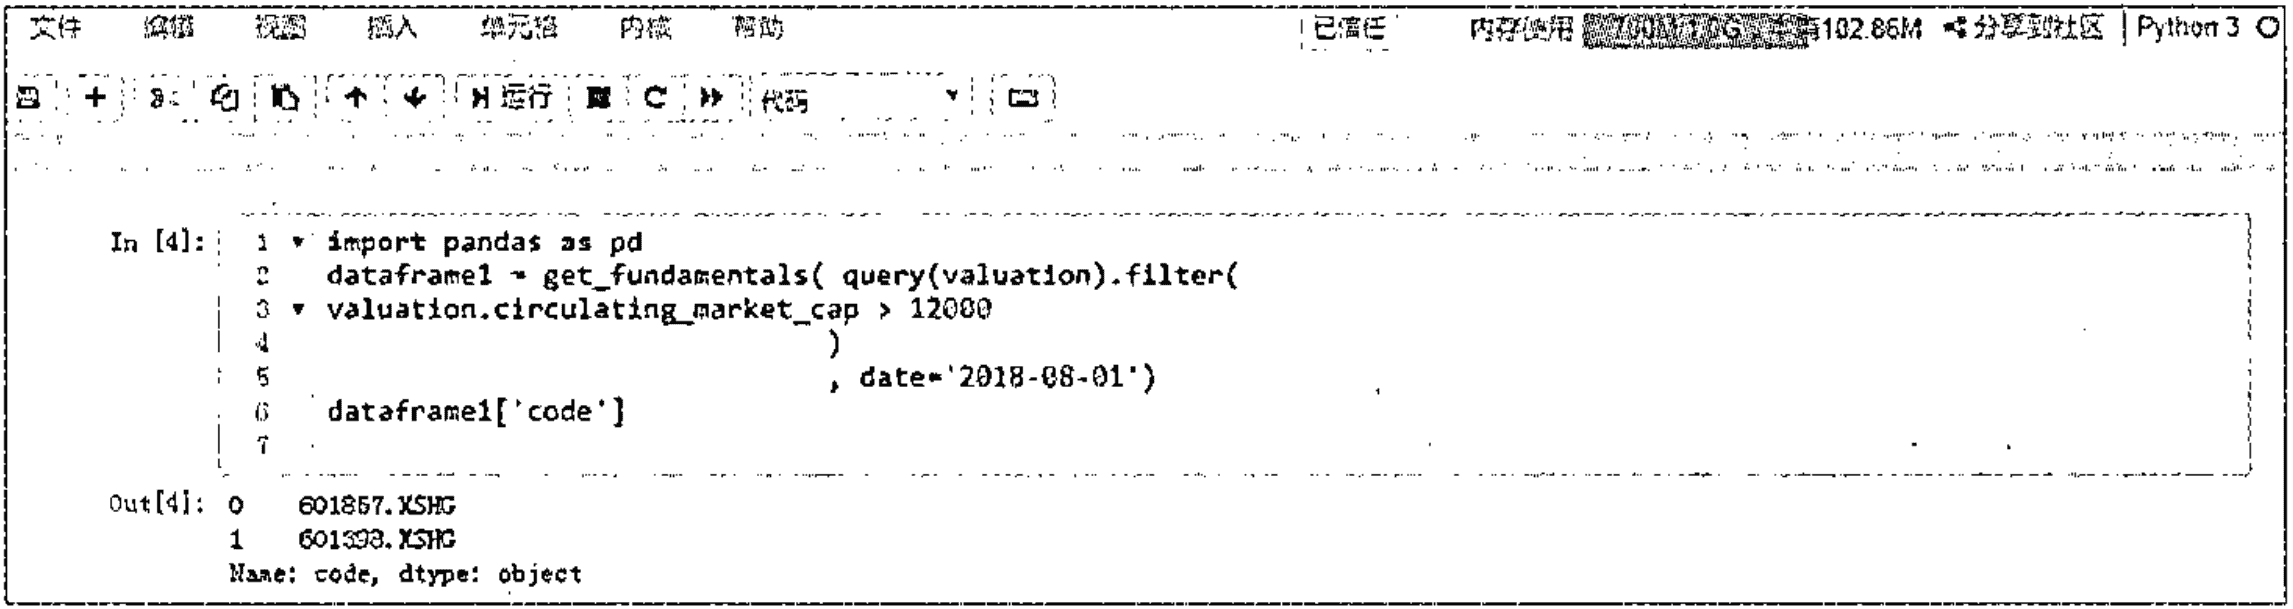 文件 编辑 视图 插入 单元格 内核 帮助 已信任 内存使用 102.86M 分享到社区 Python 3
运行 代码
In [4]:
1 import pandas as pd
2 dataframe1 = get_fundamentals( query(valuation).filter(
3 valuation.circulating_market_cap > 12000
4 )
5 , date='2018-08-01')
6 dataframe1['code']
7
Out[4]: 0 601857.XSHG
1 601398.XSHG
Name: code, dtype: object